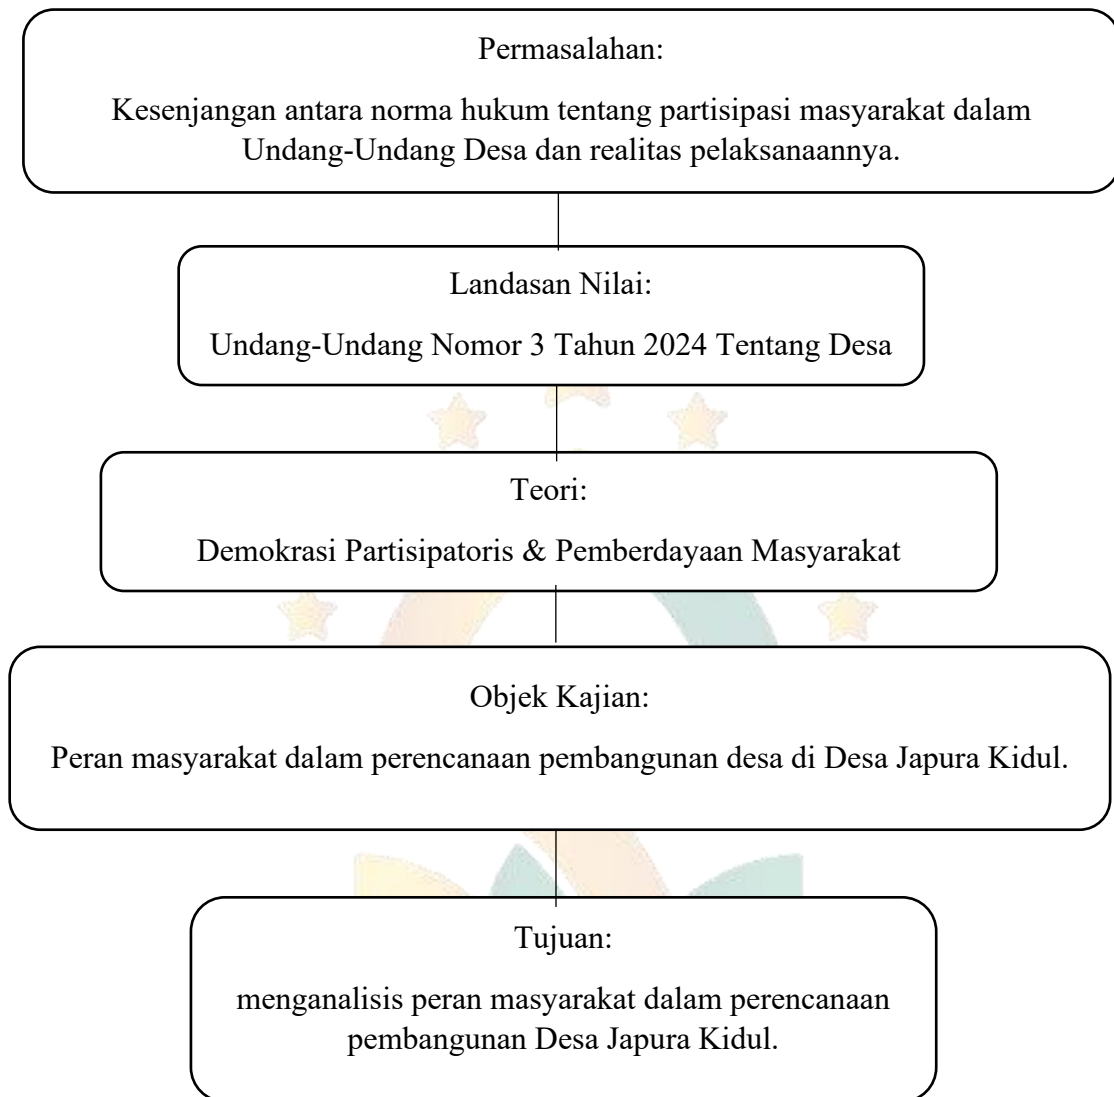 Permasalahan:
Kesenjangan antara norma hukum tentang partisipasi masyarakat dalam
Undang-Undang Desa dan realitas pelaksanaannya.
Landasan Nilai:
Undang-Undang Nomor 3 Tahun 2024 Tentang Desa
Teori:
Demokrasi Partisipatoris & Pemberdayaan Masyarakat
Objek Kajian:
Peran masyarakat dalam perencanaan pembangunan desa di Desa Japura Kidul.
Tujuan:
menganalisis peran masyarakat dalam perencanaan
pembangunan Desa Japura Kidul.